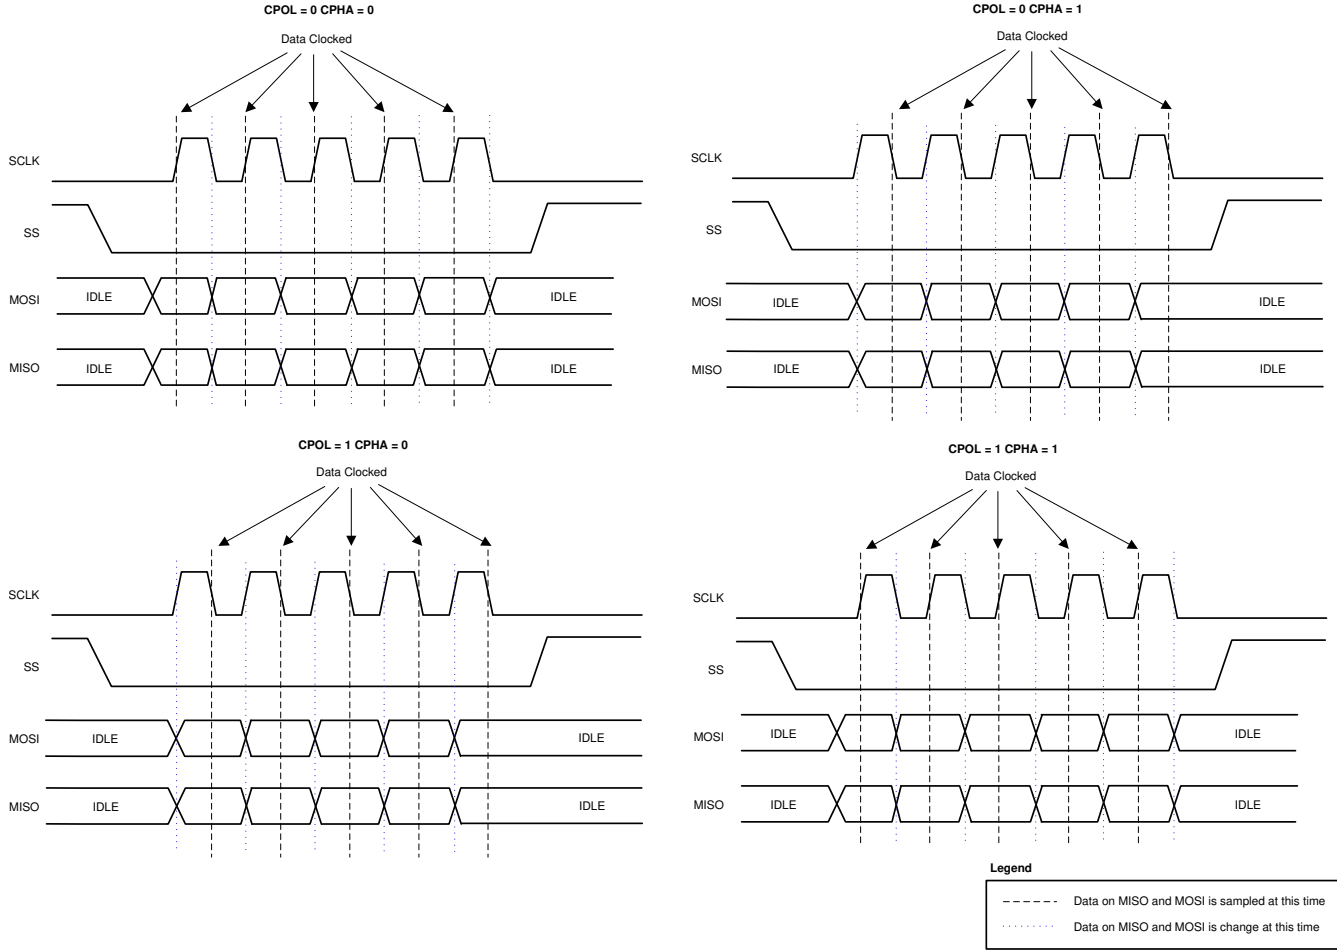 CPOL = 0 CPHA = 0
Data Clocked
SCLK
SS
MOSI
IDLE
IDLE
MISO
IDLE
IDLE
CPOL = 0 CPHA = 1
Data Clocked
SCLK
SS
MOSI
IDLE
IDLE
MISO
IDLE
IDLE
CPOL = 1 CPHA = 0
Data Clocked
SCLK
SS
MOSI
IDLE
IDLE
MISO
IDLE
IDLE
CPOL = 1 CPHA = 1
Data Clocked
SCLK
SS
MOSI
IDLE
IDLE
MISO
IDLE
IDLE
Legend
Data on MISO and MOSI is sampled at this time
Data on MISO and MOSI is change at this time